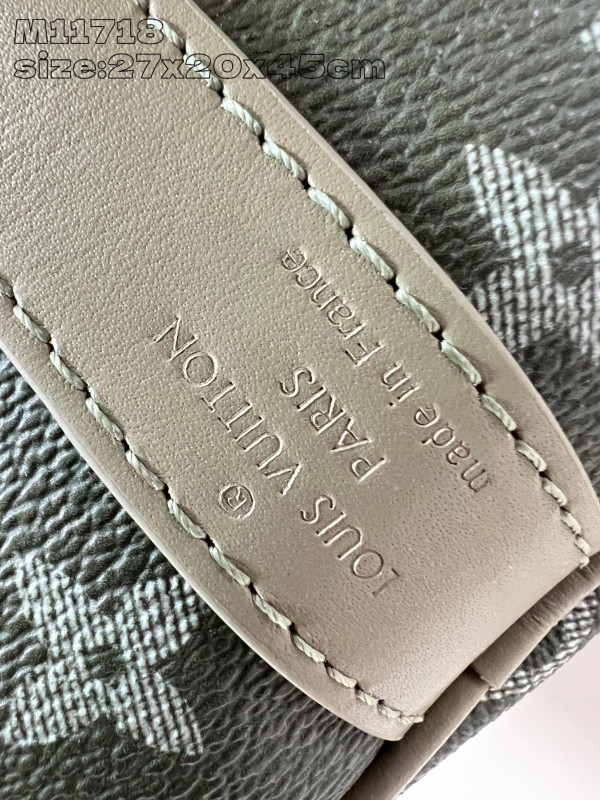 M11718
size:27x20x45cm
LOUIS VUITTON
®
PARIS
made in France